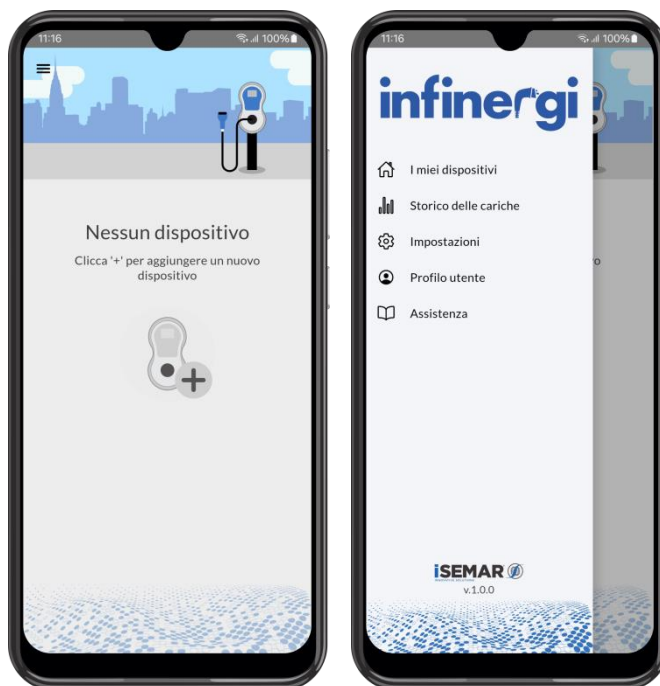 11:16
100%
Nessun dispositivo
Clicca '+' per aggiungere un nuovo
dispositivo
11:16
100%
infinergi
I miei dispositivi
Storico delle cariche
Impostazioni
Profilo utente
Assistenza
iSEMAR
v.1.0.0
o